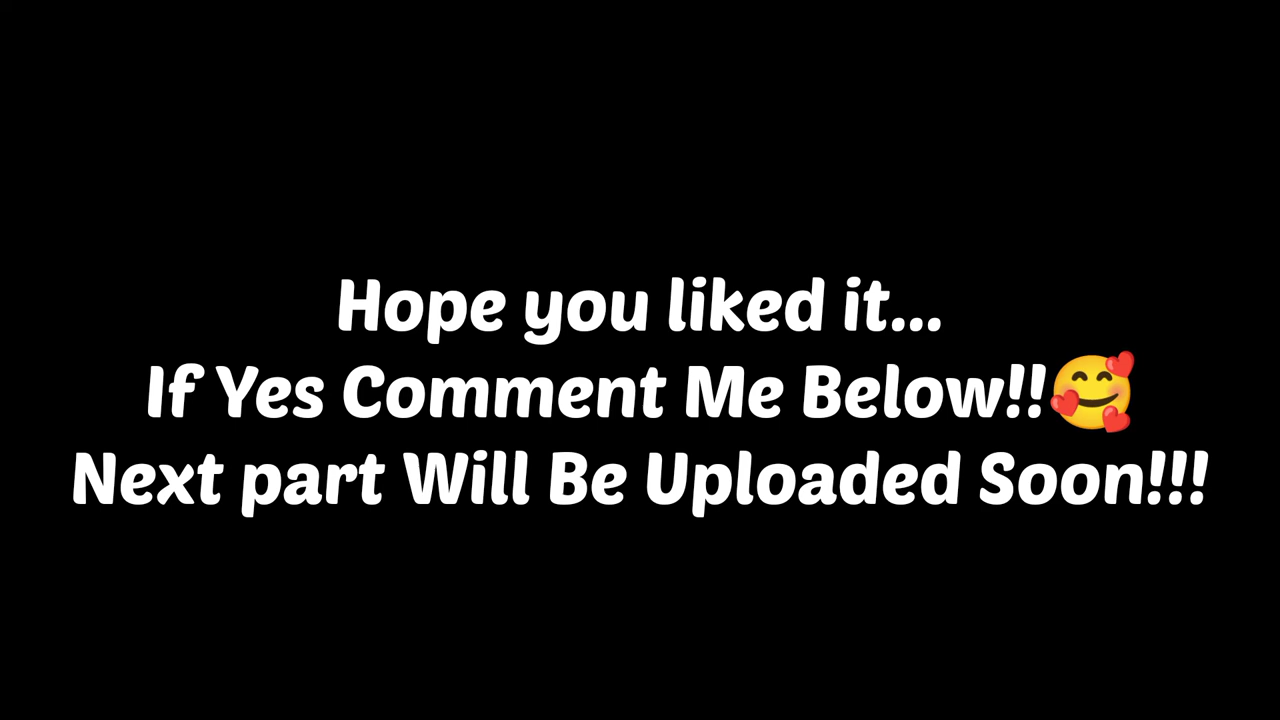 Hope you liked it...
If Yes Comment Me Below!!🥰
Next part Will Be Uploaded Soon!!!